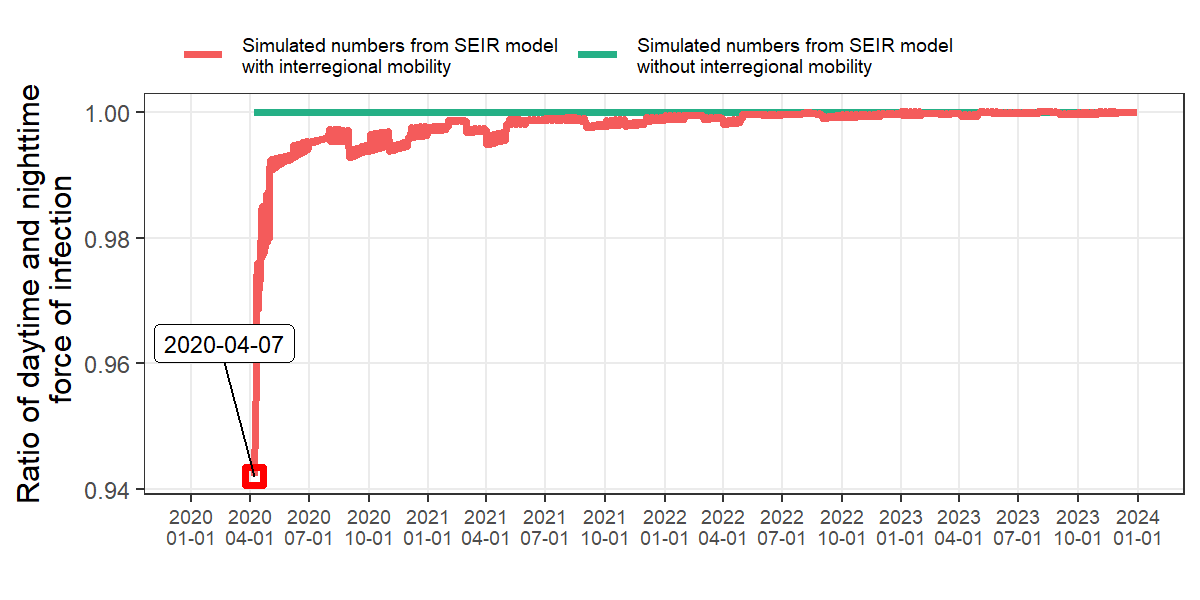 Simulated numbers from SEIR model
with interregional mobility
Simulated numbers from SEIR model
without interregional mobility
Ratio of daytime and nighttime
force of infection
1.00
0.98
0.96
0.94
2020-04-07
2020 2020 2020 2020 2021 2021 2021 2021 2022 2022 2022 2022 2023 2023 2023 2023 2024
01-01 04-01 07-01 10-01 01-01 04-01 07-01 10-01 01-01 04-01 07-01 10-01 01-01 04-01 07-01 10-01 01-01